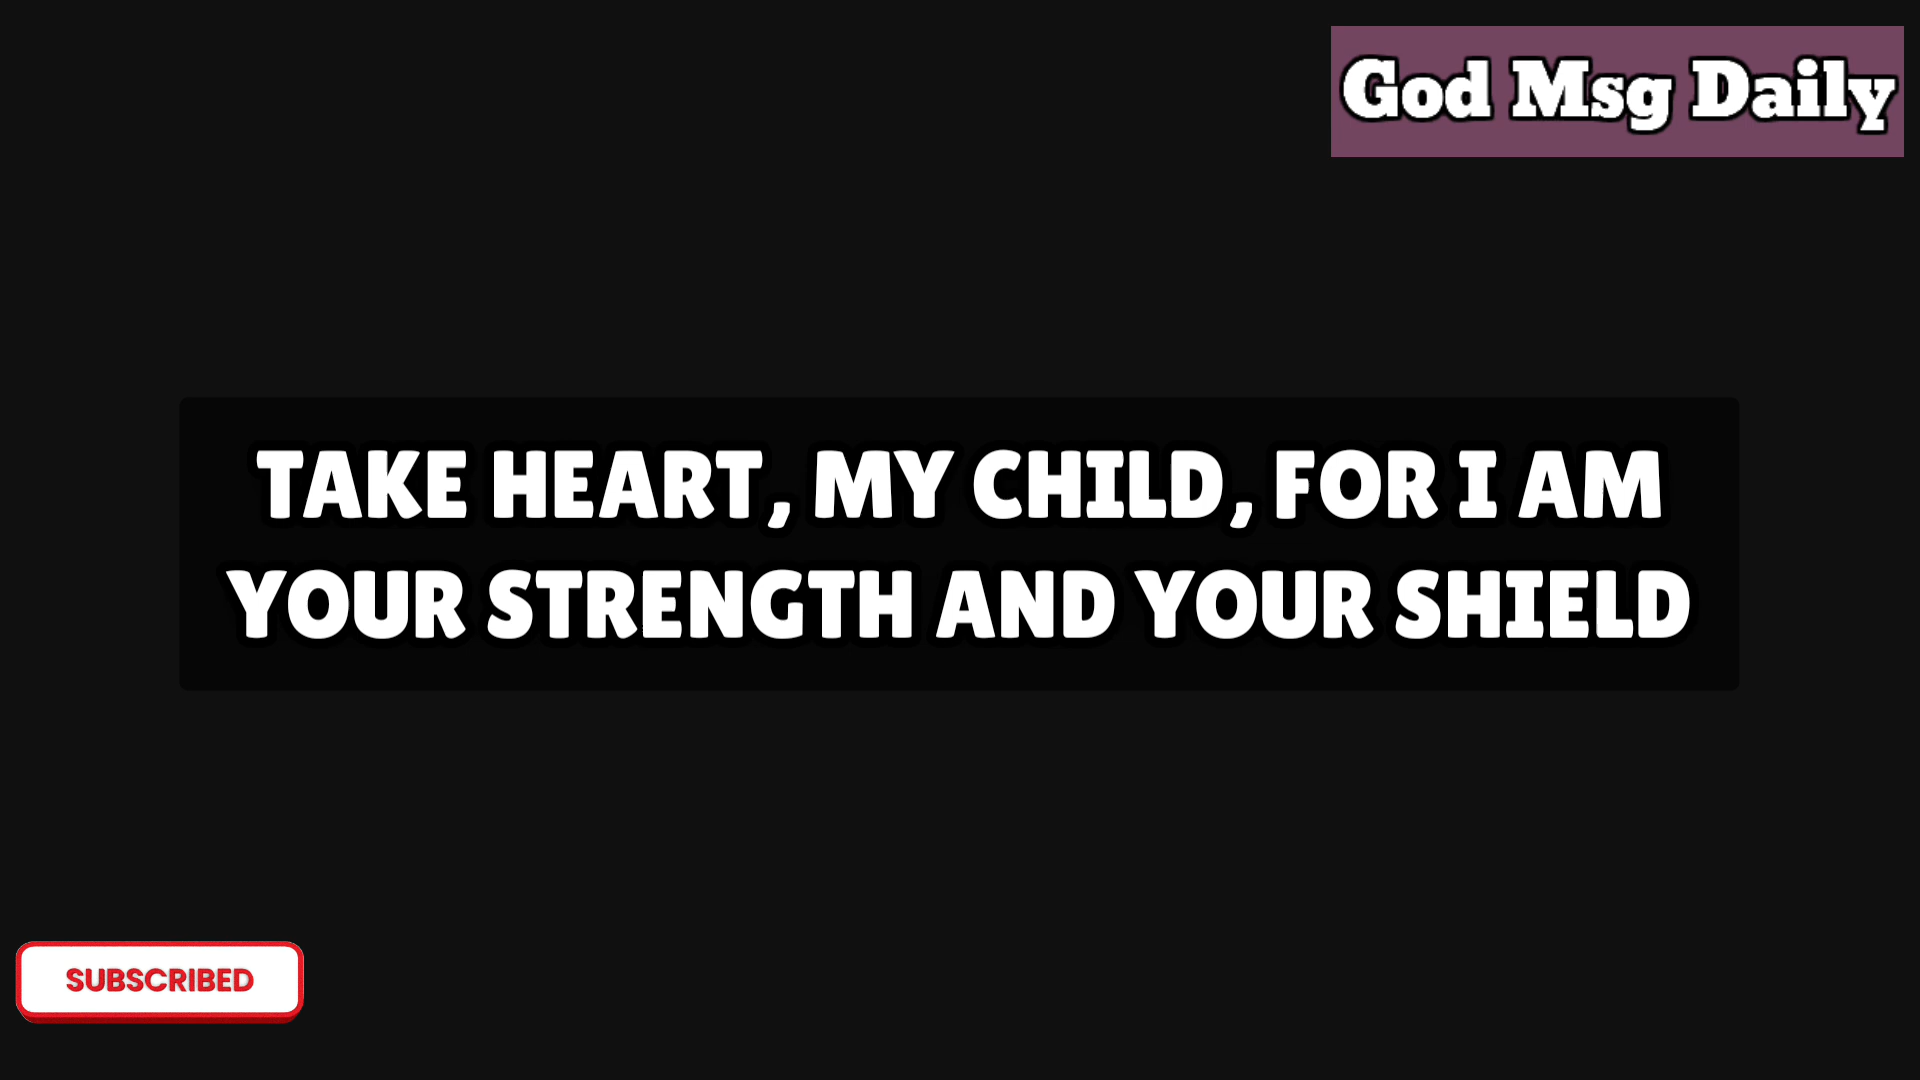 God Msg Daily
TAKE HEART, MY CHILD, FOR I AM
YOUR STRENGTH AND YOUR SHIELD
SUBSCRIBED